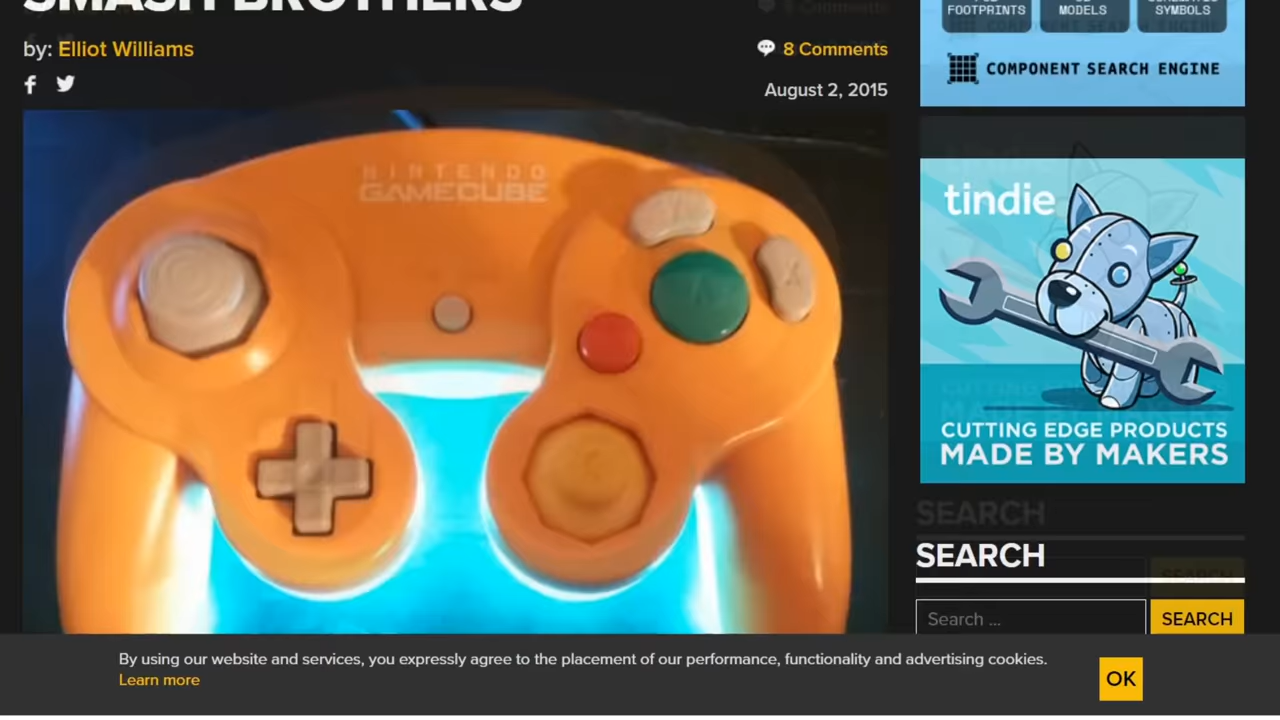 SMASH BROTHERS
by: Elliot Williams
8 Comments
August 2, 2015
NINTENDO
GAMECUBE
A
FOOTPRINTS
MODELS
SYMBOLS
COMPONENT SEARCH ENGINE
tindie
CUTTING EDGE PRODUCTS
MADE BY MAKERS
SEARCH
SEARCH
Search ...
SEARCH
By using our website and services, you expressly agree to the placement of our performance, functionality and advertising cookies.
Learn more
OK